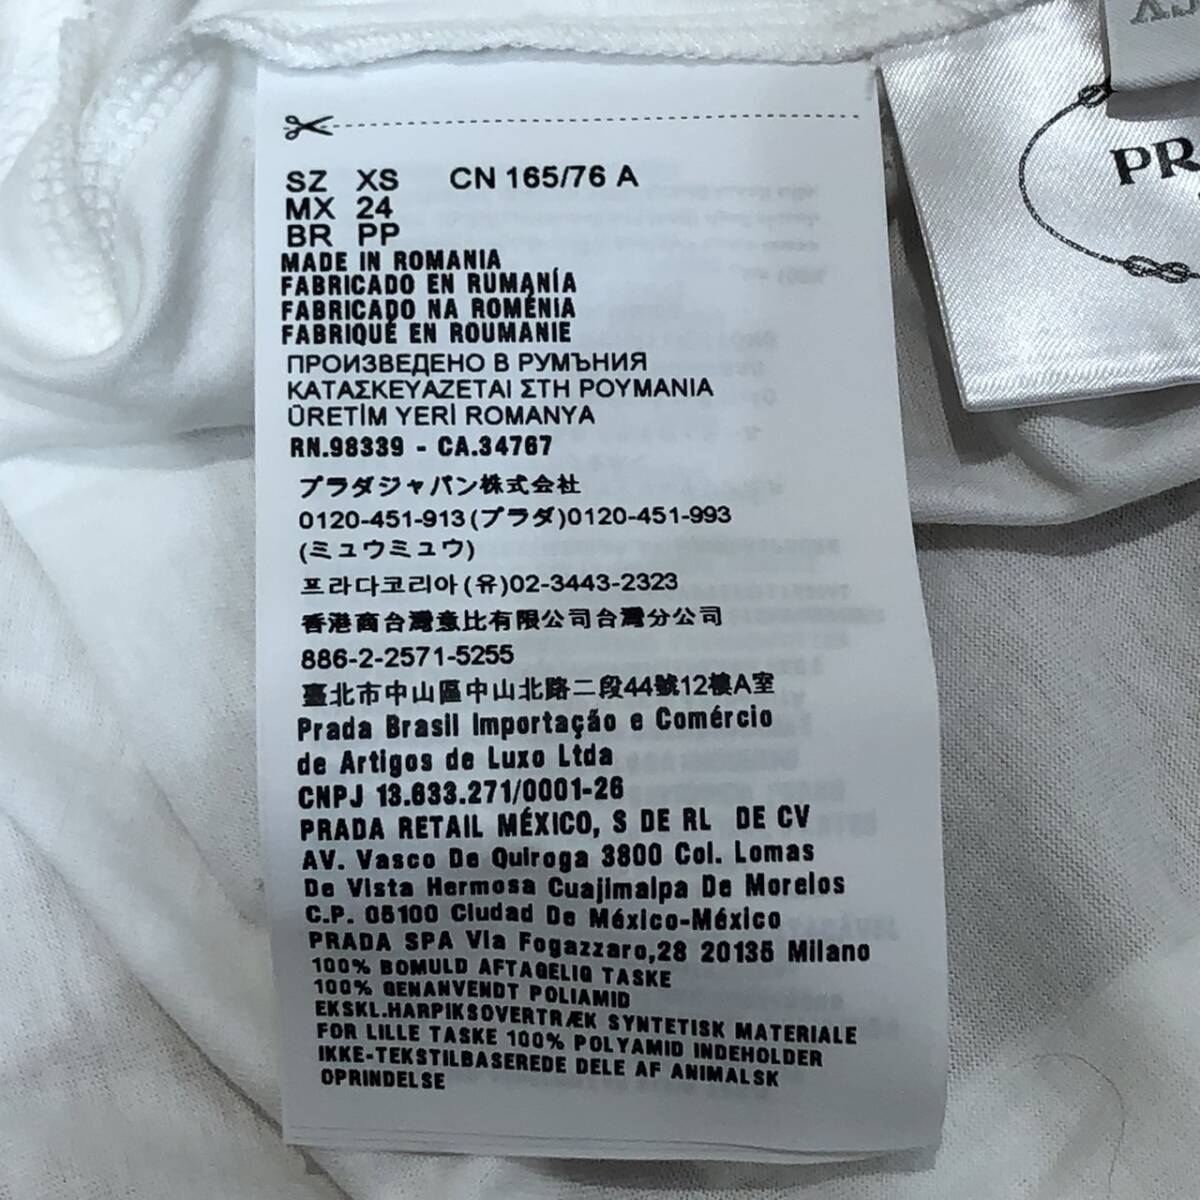 SZ XS CN 165/76 A
MX 24
BR PP
MADE IN ROMANIA
FABRICADO EN RUMANÍA
FABRICADO NA ROMÉNIA
FABRIQUÉ EN ROUMANIE
ПРОИЗВЕДЕНО В РУМЪНИЯ
ΚΑΤΑΣΚΕΥΑΖΕΤΑΙ ΣΤΗ ΡΟΥΜΑΝΙΑ
ÜRETİM YERİ ROMANYA
RN.98339 - CA.34767
プラダジャパン株式会社
0120-451-913(プラダ)0120-451-993
(ミュウミュウ)
프라다코리아(유)02-3443-2323
香港商台灣意比有限公司台灣分公司
886-2-2571-5255
臺北市中山區中山北路二段44號12樓A室
Prada Brasil Importação e Comércio
de Artigos de Luxo Ltda
CNPJ 13.633.271/0001-26
PRADA RETAIL MÉXICO, S DE RL DE CV
AV. Vasco De Quiroga 3800 Col. Lomas
De Vista Hermosa Cuajimalpa De Morelos
C.P. 05100 Ciudad De México-México
PRADA SPA Via Fogazzaro,28 20135 Milano
100% BOMULD AFTAGELIG TASKE
100% GENANVENDT POLIAMID
EKSKL.HARPIKSOVERTRÆK SYNTETISK MATERIALE
FOR LILLE TASKE 100% POLYAMID INDEHOLDER
IKKE-TEKSTILBASEREDE DELE AF ANIMALSK
OPRINDELSE
PR